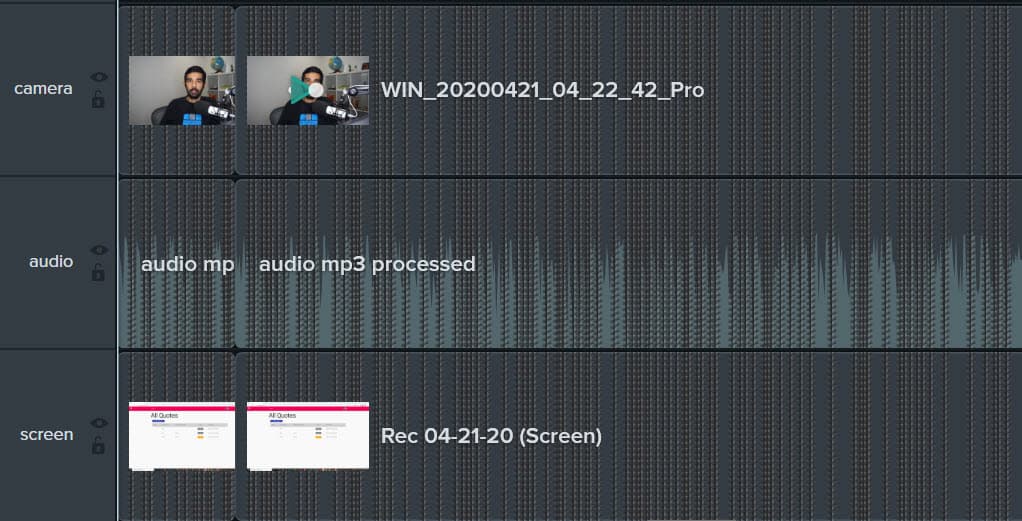 camera
WIN_20200421_04_22_42_Pro
audio
audio mp
audio mp3 processed
All Quotes
All Quotes
screen
Rec 04-21-20 (Screen)